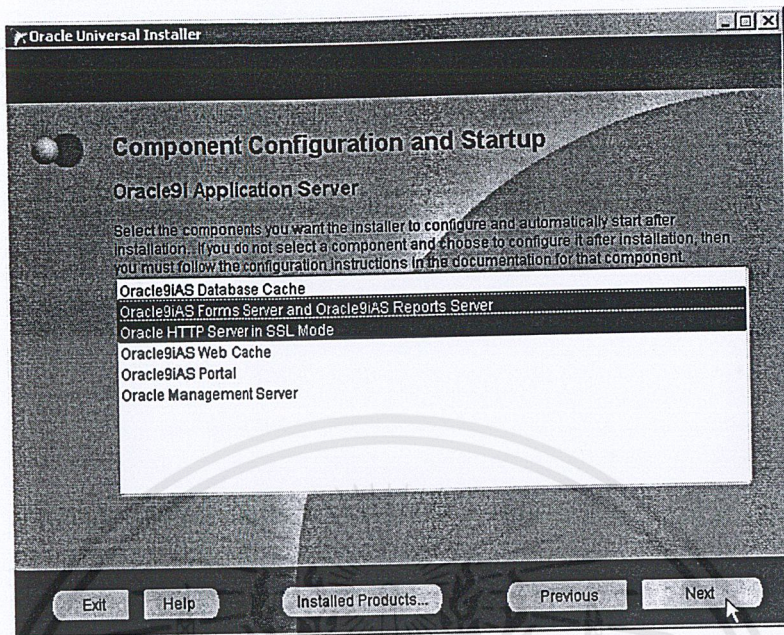 Oracle Universal Installer
Component Configuration and Startup
Oracle9i Application Server
Select the components you want the installer to configure and automatically start after
installation. If you do not select a component and choose to configure it after installation, then
you must follow the configuration instructions in the documentation for that component.
Oracle9iAS Database Cache
Oracle9iAS Forms Server and Oracle9iAS Reports Server
Oracle HTTP Server in SSL Mode
Oracle9iAS Web Cache
Oracle9iAS Portal
Oracle Management Server
Exit
Help
Installed Products...
Previous
Next